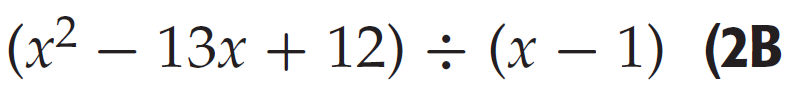 (x² − 13x + 12) ÷ (x − 1) (2B